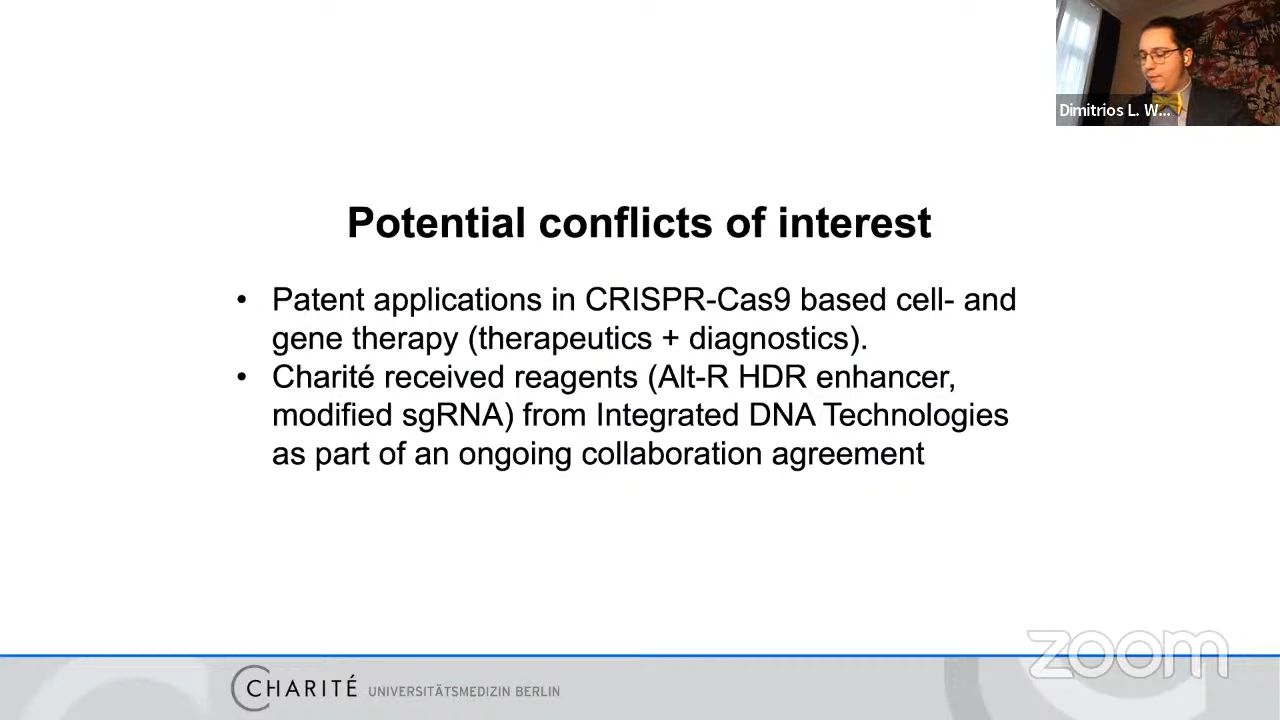 Dimitrios L. W...
Potential conflicts of interest
• Patent applications in CRISPR-Cas9 based cell- and
gene therapy (therapeutics + diagnostics).
• Charité received reagents (Alt-R HDR enhancer,
modified sgRNA) from Integrated DNA Technologies
as part of an ongoing collaboration agreement
zoom
CHARITÉ UNIVERSITÄTSMEDIZIN BERLIN